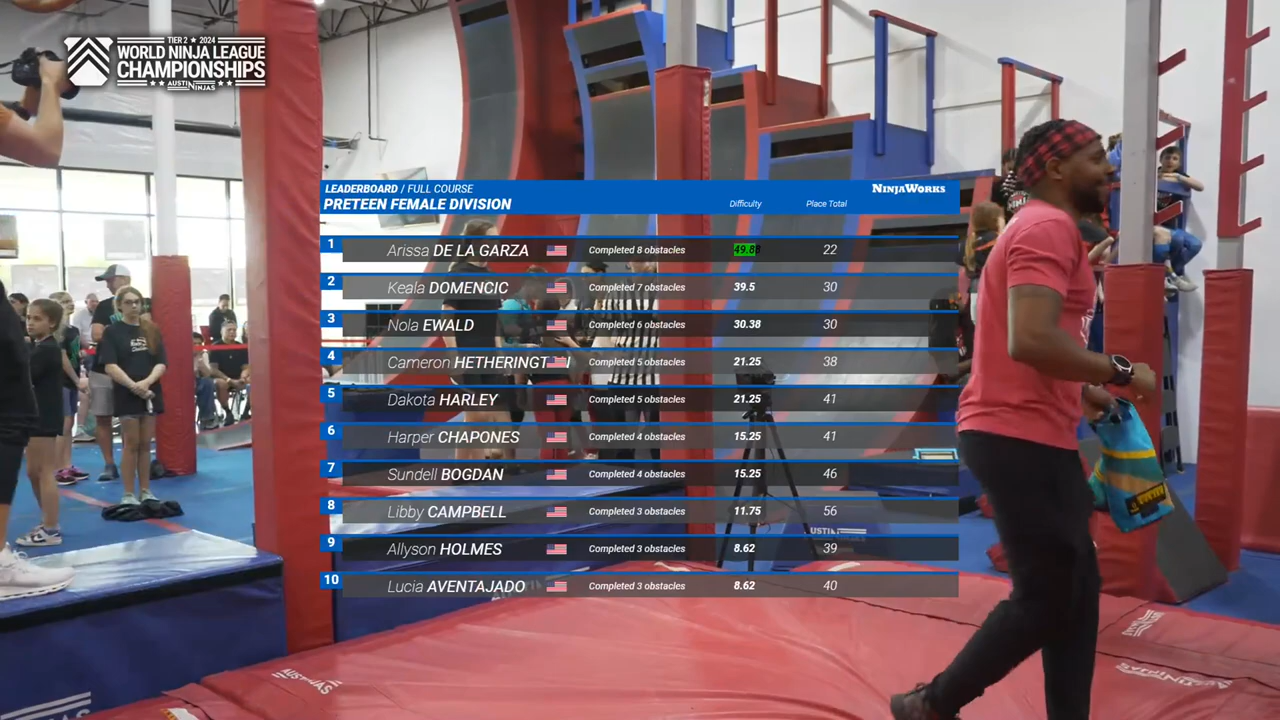 TIER 2 ★ 2024
WORLD NINJA LEAGUE
CHAMPIONSHIPS
AUSTIN NINJAS
LEADERBOARD / FULL COURSE
NINJAWORKS
PRETEEN FEMALE DIVISION
Difficulty
Place Total
1 Arissa DE LA GARZA Completed 8 obstacles 49.88 22
2 Keala DOMENCIC Completed 7 obstacles 39.5 30
3 Nola EWALD Completed 6 obstacles 30.38 30
4 Cameron Completed 5 obstacles 21.25 38
5 Dakota HARLEY Completed 5 obstacles 21.25 41
6 Harper CHAPONES Completed 4 obstacles 15.25 41
7 Sundell BOGDAN Completed 4 obstacles 15.25 46
8 Libby CAMPBELL Completed 3 obstacles 11.75 56
9 Allyson HOLMES Completed 3 obstacles 8.62 39
10 Lucia AVENTAJADO Completed 3 obstacles 8.62 40